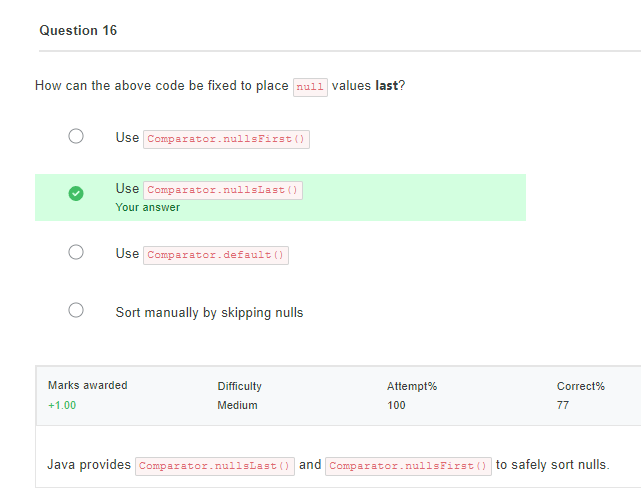 Question 16
How can the above code be fixed to place null values last?
Use Comparator.nullsFirst()
Use Comparator.nullsLast()
Your answer
Use Comparator.default()
Sort manually by skipping nulls
Marks awarded Difficulty Attempt% Correct%
+1.00 Medium 100 77
Java provides Comparator.nullsLast() and Comparator.nullsFirst() to safely sort nulls.